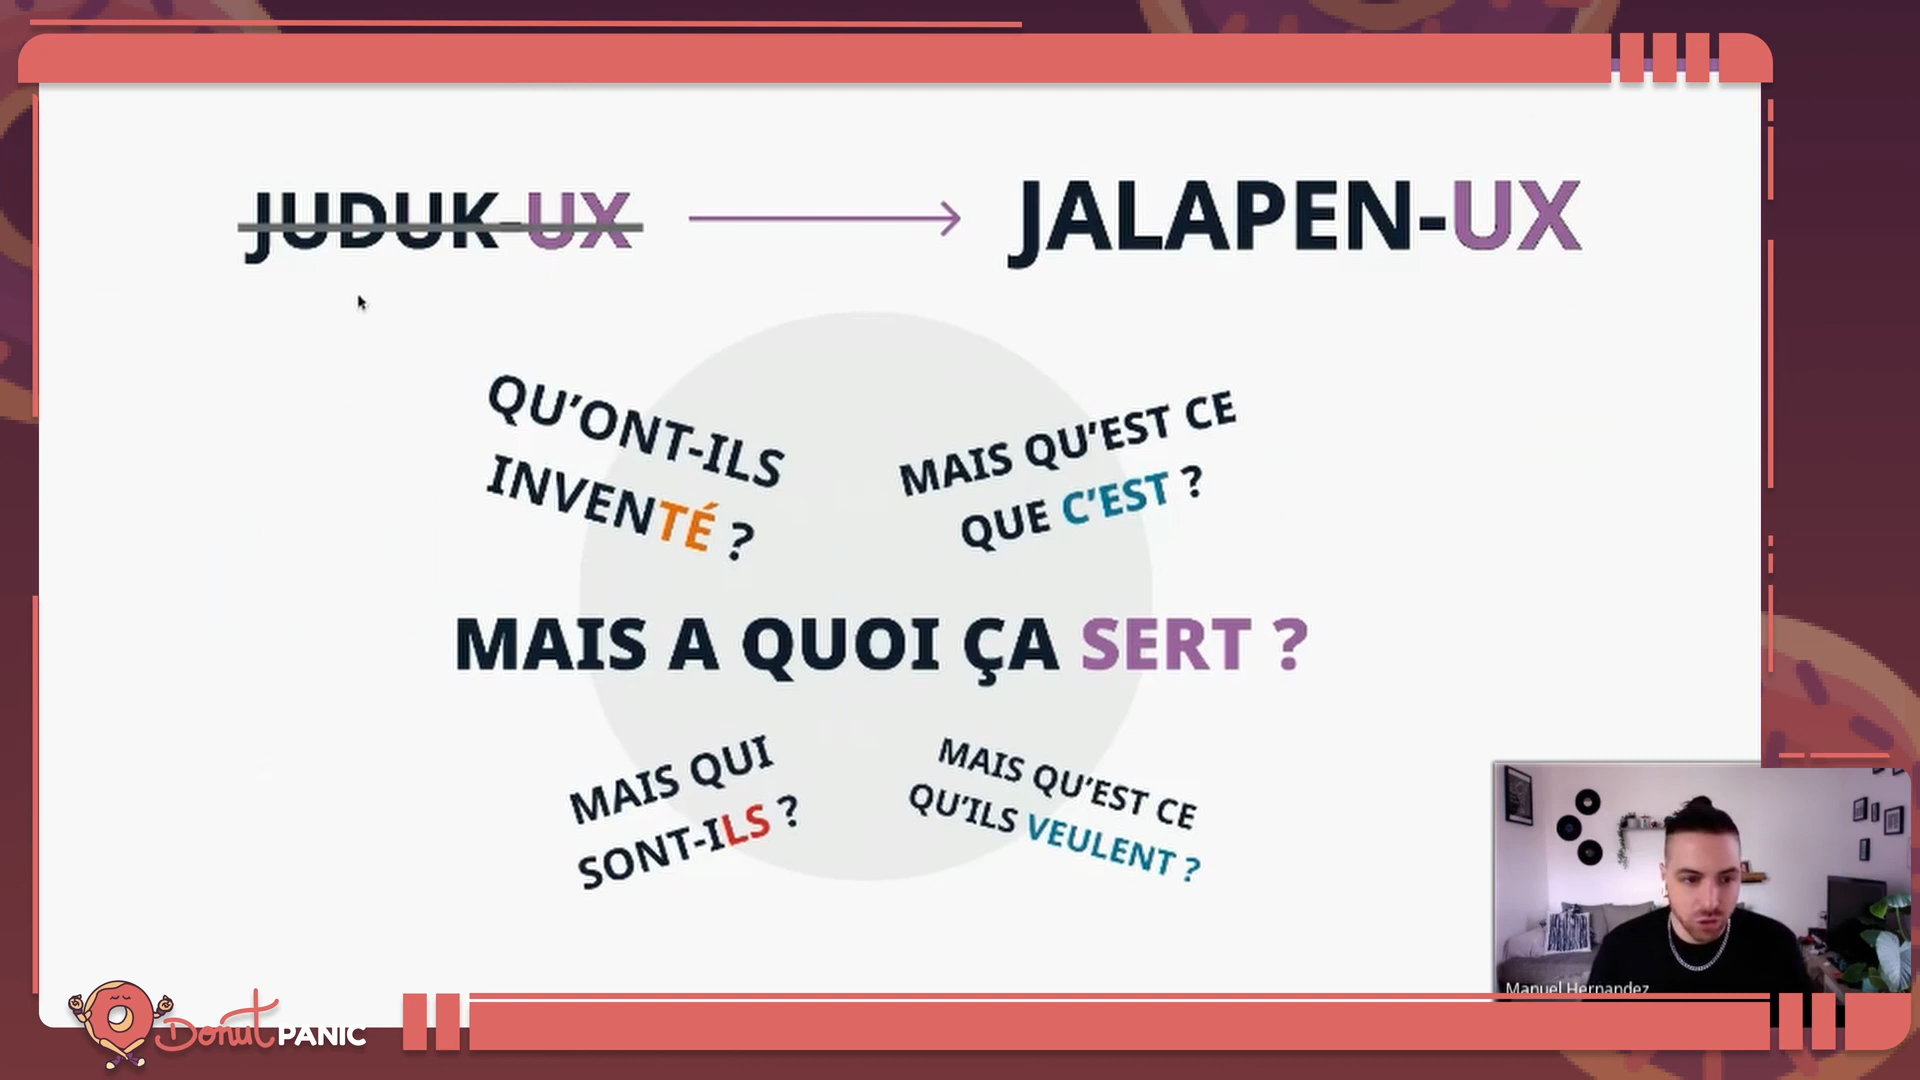 JUDUK-UX
JALAPEN-UX
QU'ONT-ILS
INVENTÉ ?
MAIS QU'EST CE
QUE C'EST ?
MAIS A QUOI ÇA SERT ?
MAIS QUI
SONT-ILS ?
MAIS QU'EST CE
QU'ILS VEULENT ?
Manuel Hernandez
Donut PANIC